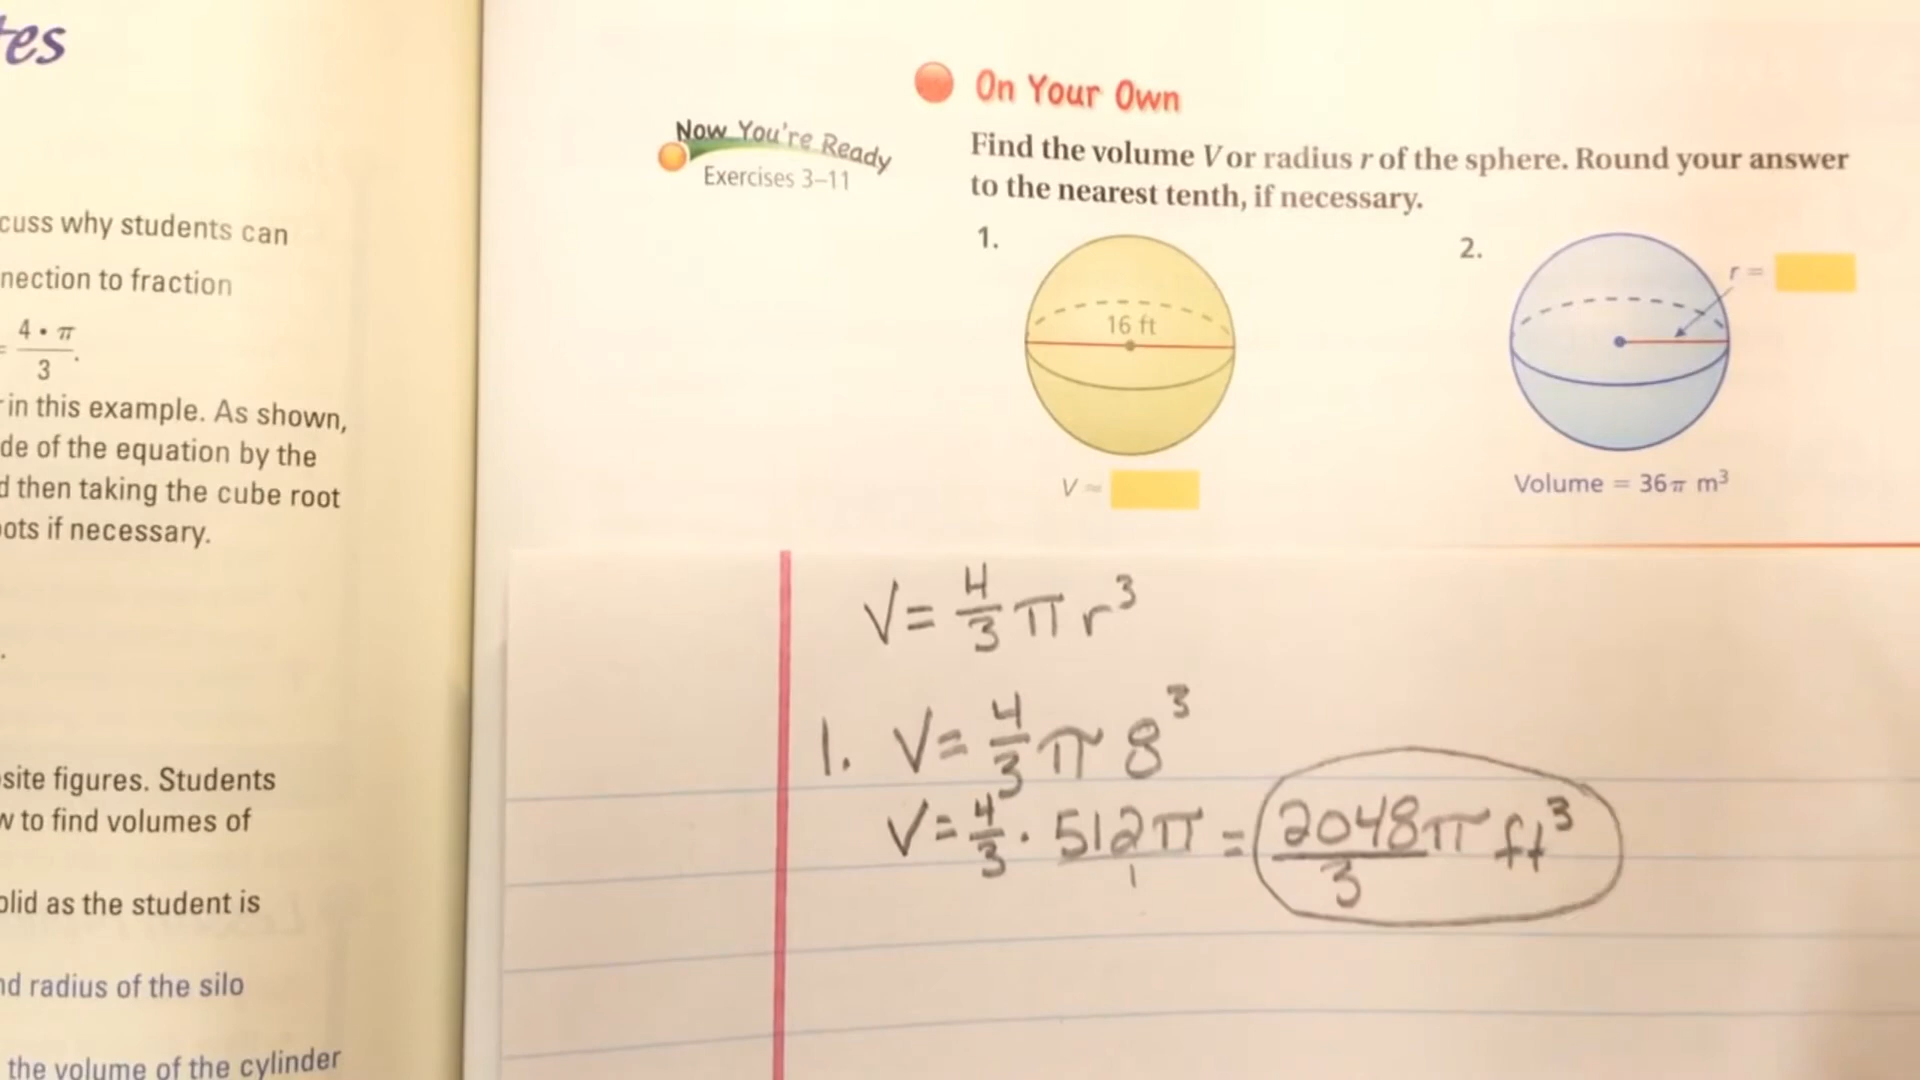 tes
cuss why students can
nection to fraction
= 4 • π / 3.
in this example. As shown,
de of the equation by the
d then taking the cube root
ots if necessary.
site figures. Students
w to find volumes of
olid as the student is
nd radius of the silo
the volume of the cylinder
On Your Own
Now You're Ready
Exercises 3–11
Find the volume V or radius r of the sphere. Round your answer
to the nearest tenth, if necessary.
1.
16 ft
V ≈
2.
r =
Volume = 36π m³
V = 4/3 π r³
1. V = 4/3 π 8³
V = 4/3 · 512π/1 = 2048/3 π ft³